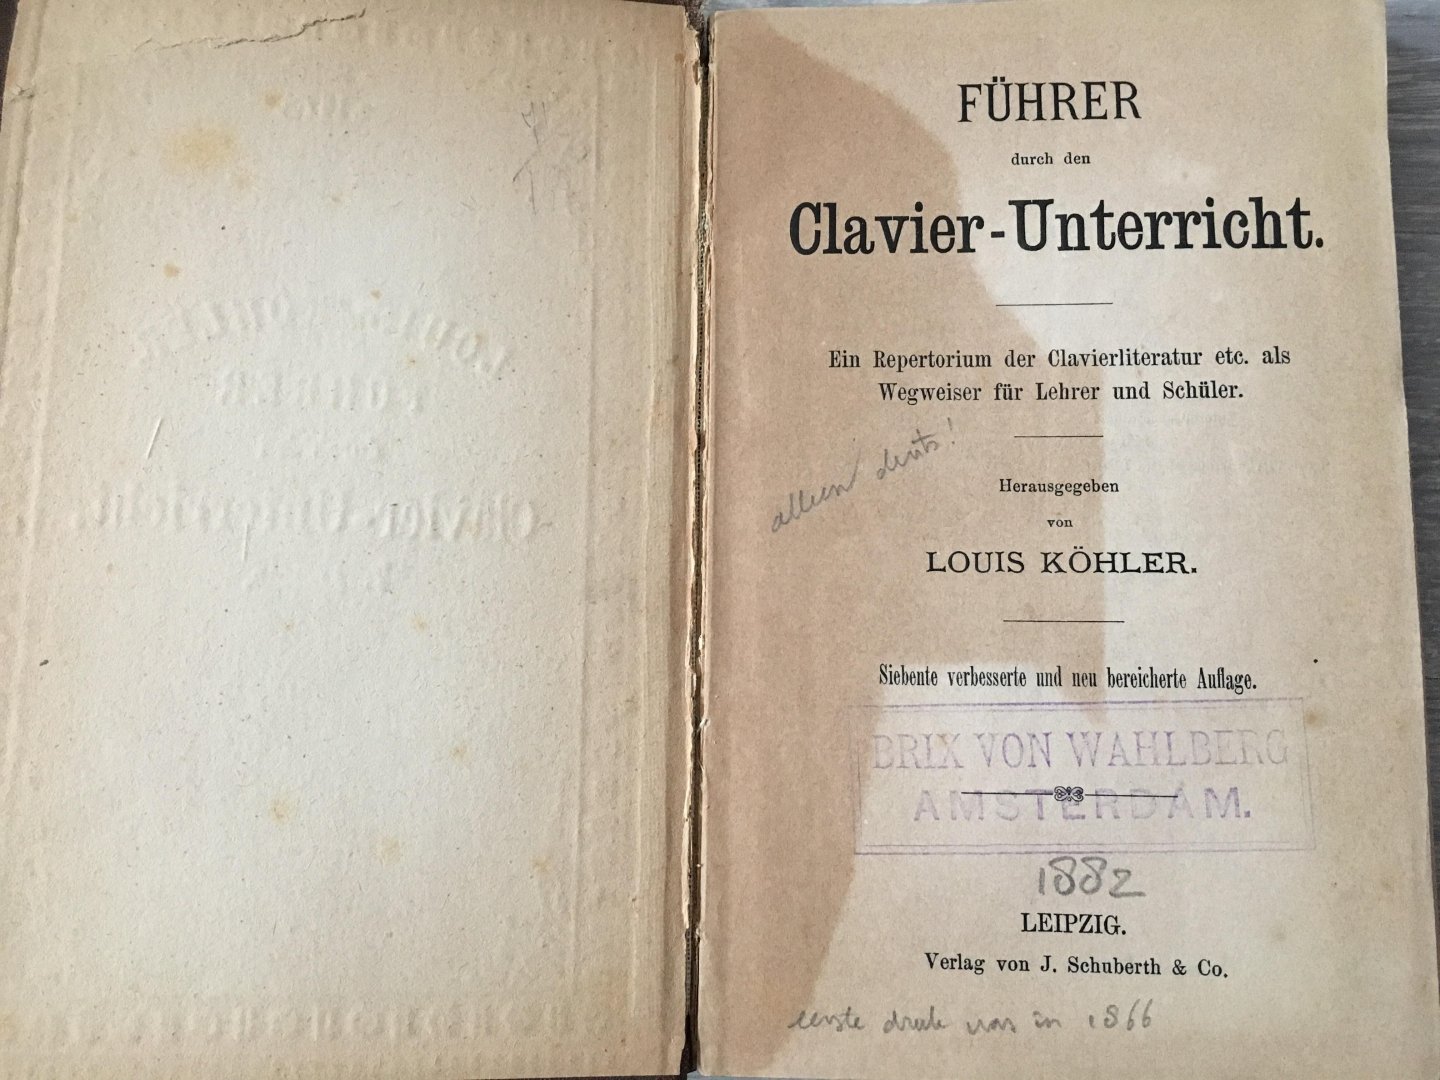 FÜHRER
durch den
Clavier-Unterricht.
Ein Repertorium der Clavierliteratur etc. als
Wegweiser für Lehrer und Schüler.
alleen duits!
Herausgegeben
von
LOUIS KÖHLER.
Siebente verbesserte und neu bereicherte Auflage.
BRIX VON WAHLBERG
AMSTERDAM.
1882
LEIPZIG.
Verlag von J. Schuberth & Co.
eerste druk was in 1866